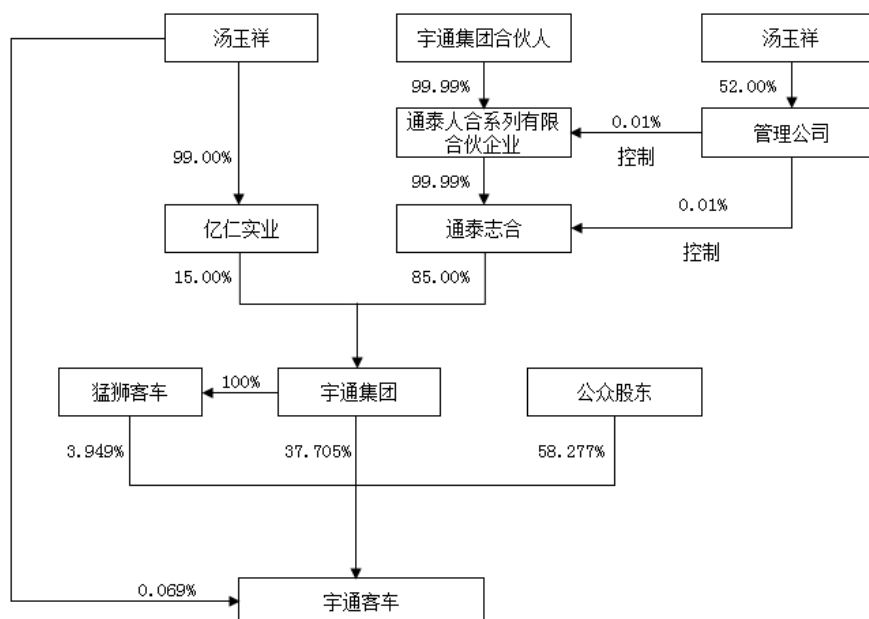 汤玉祥
宇通集团合伙人
汤玉祥
99.99%
52.00%
通泰人合系列有限
合伙企业
0.01%
控制
管理公司
99.00%
99.99%
0.01%
控制
亿仁实业
通泰志合
15.00%
85.00%
猛狮客车
100%
宇通集团
公众股东
3.949%
37.705%
58.277%
0.069%
宇通客车